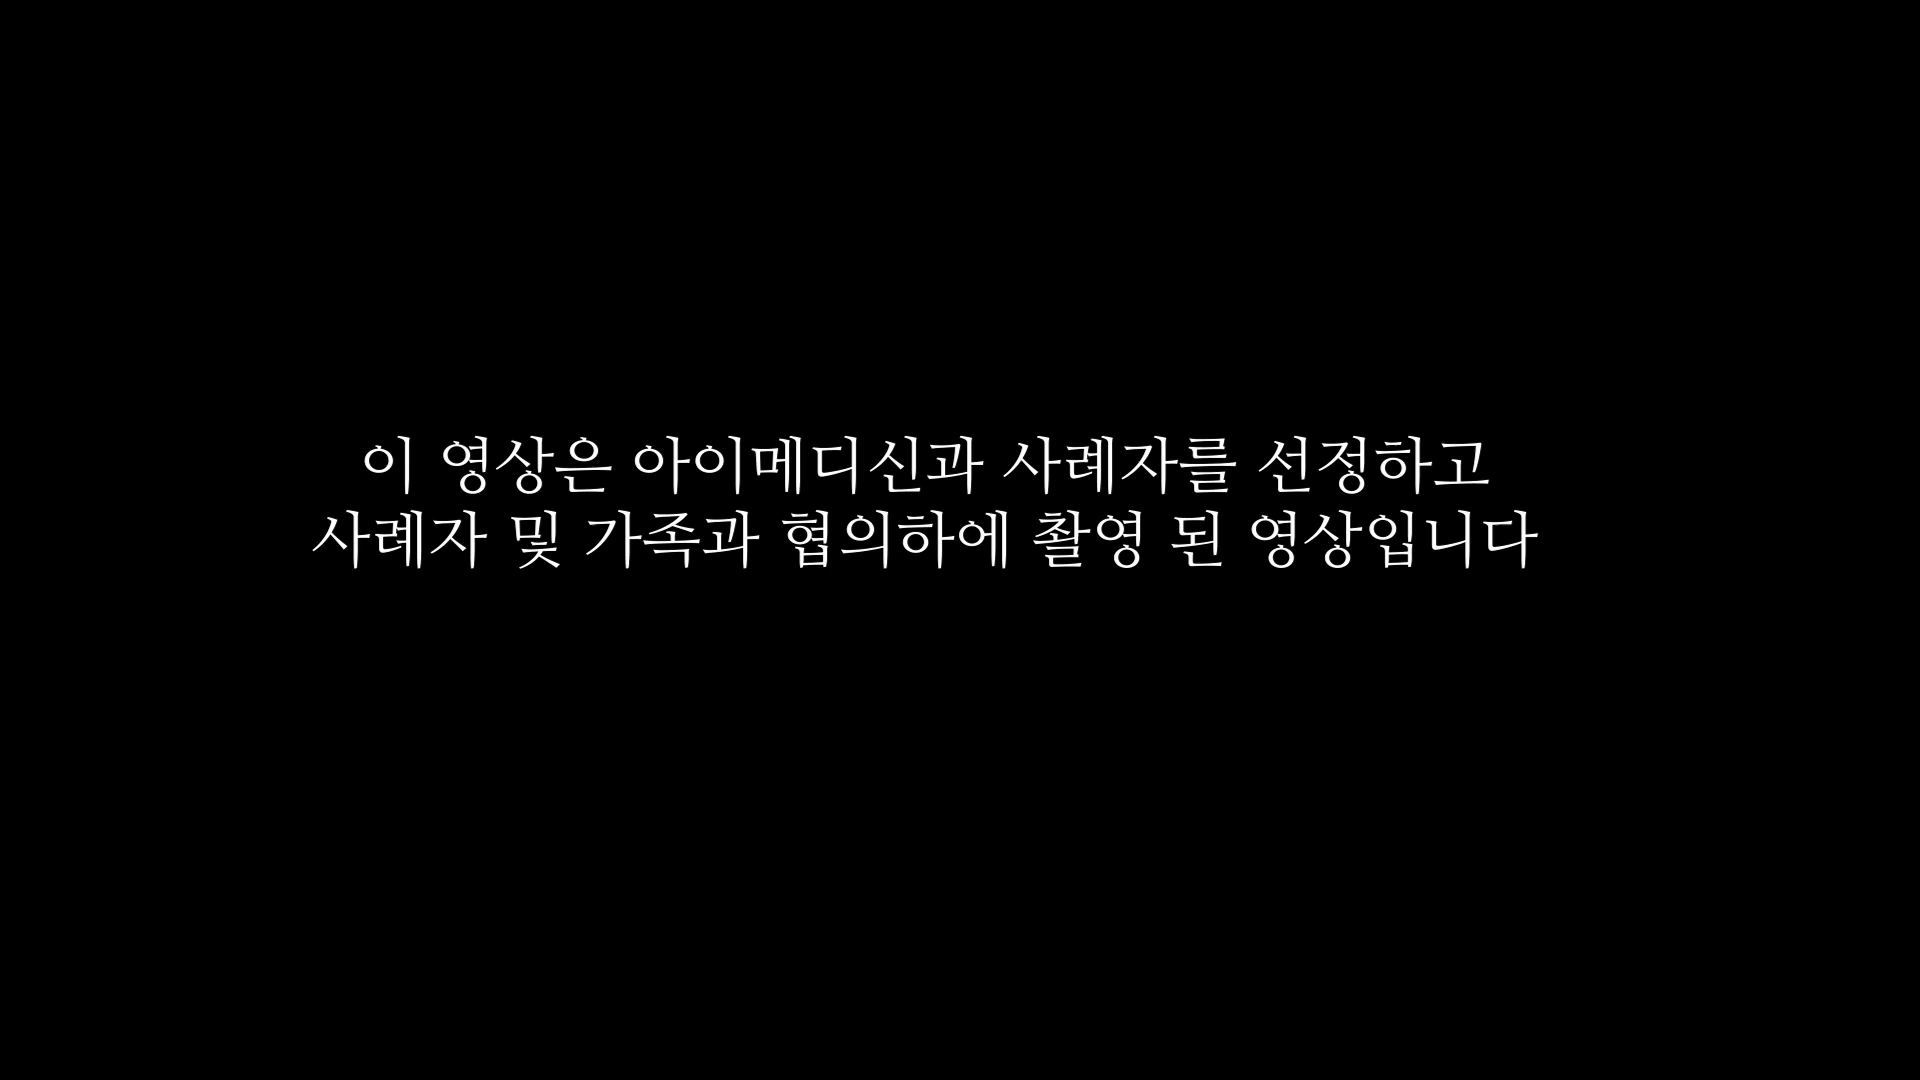 이 영상은 아이메디신과 사례자를 선정하고
사례자 및 가족과 협의하에 촬영 된 영상입니다